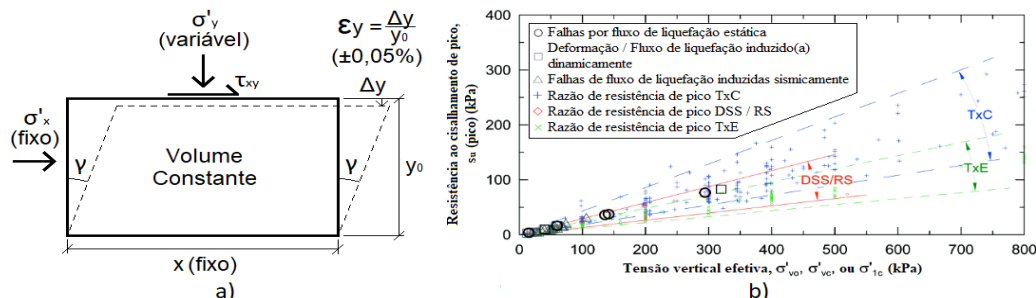 σ'y
(variável)
εy = Δy/y0
(±0,05%)
τxy
Δy
σ'x
(fixo)
γ
Volume
Constante
γ
y0
x (fixo)
a)
Resistência ao cisalhamento de pico,
su (pico) (kPa)
400
300
200
100
0
Falhas por fluxo de liquefação estática
Deformação / Fluxo de liquefação induzido(a)
dinamicamente
Falhas de fluxo de liquefação induzidas sismicamente
Razão de resistência de pico TxC
Razão de resistência de pico DSS / RS
Razão de resistência de pico TxE
TxC
TxE
DSS/RS
0 100 200 300 400 500 600 700 800
Tensão vertical efetiva, σ'vo, σ'vc, ou σ'1c (kPa)
b)